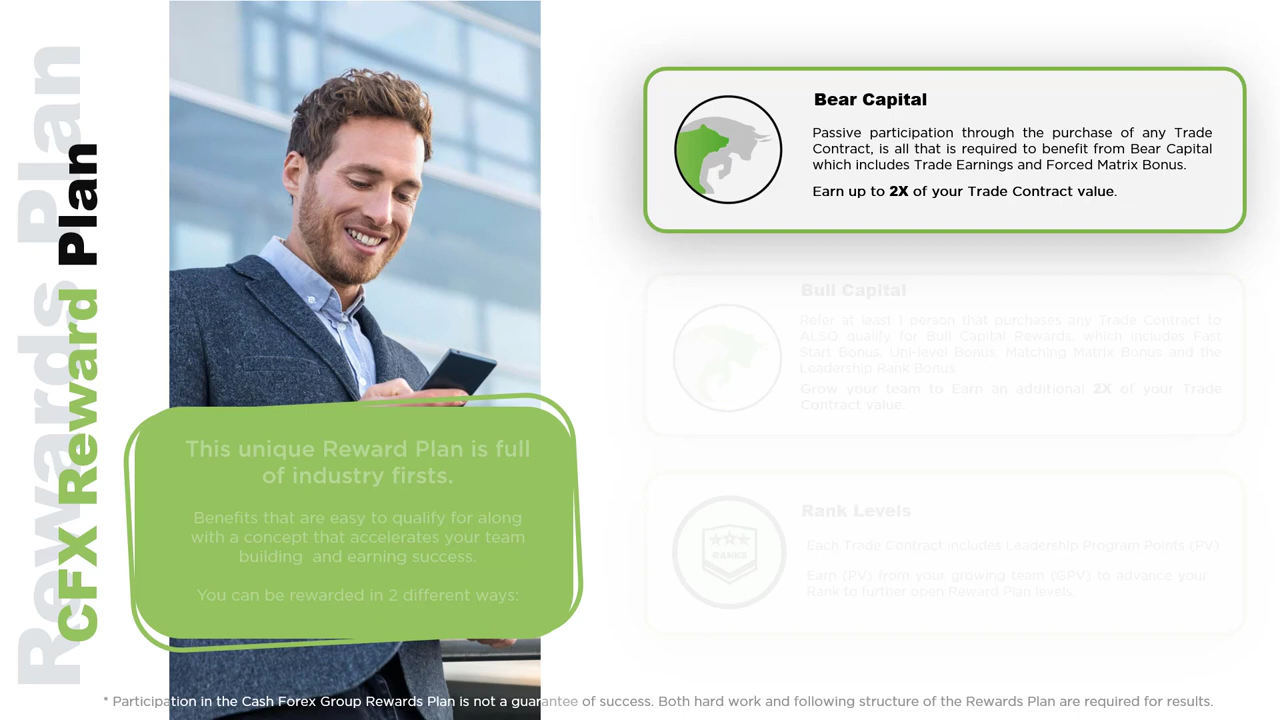 Rewards Plan
CFX Reward Plan
This unique Reward Plan is full
of industry firsts.
Benefits that are easy to qualify for along
with a concept that accelerates your team
building and earning success.
You can be rewarded in 2 different ways:
Bear Capital
Passive participation through the purchase of any Trade
Contract, is all that is required to benefit from Bear Capital
which includes Trade Earnings and Forced Matrix Bonus.
Earn up to 2X of your Trade Contract value.
Bull Capital
Refer at least 1 person that purchases any Trade Contract to
ALSO qualify for Bull Capital Rewards, which includes Fast
Start Bonus, Uni-level Bonus, Matching Matrix Bonus and the
Leadership Rank Bonus.
Grow your team to Earn an additional 2X of your Trade
Contract value.
RANKS
Rank Levels
Each Trade Contract includes Leadership Program Points (PV)
Earn (PV) from your growing team (GPV) to advance your
Rank to further open Reward Plan levels.
* Participation in the Cash Forex Group Rewards Plan is not a guarantee of success. Both hard work and following structure of the Rewards Plan are required for results.